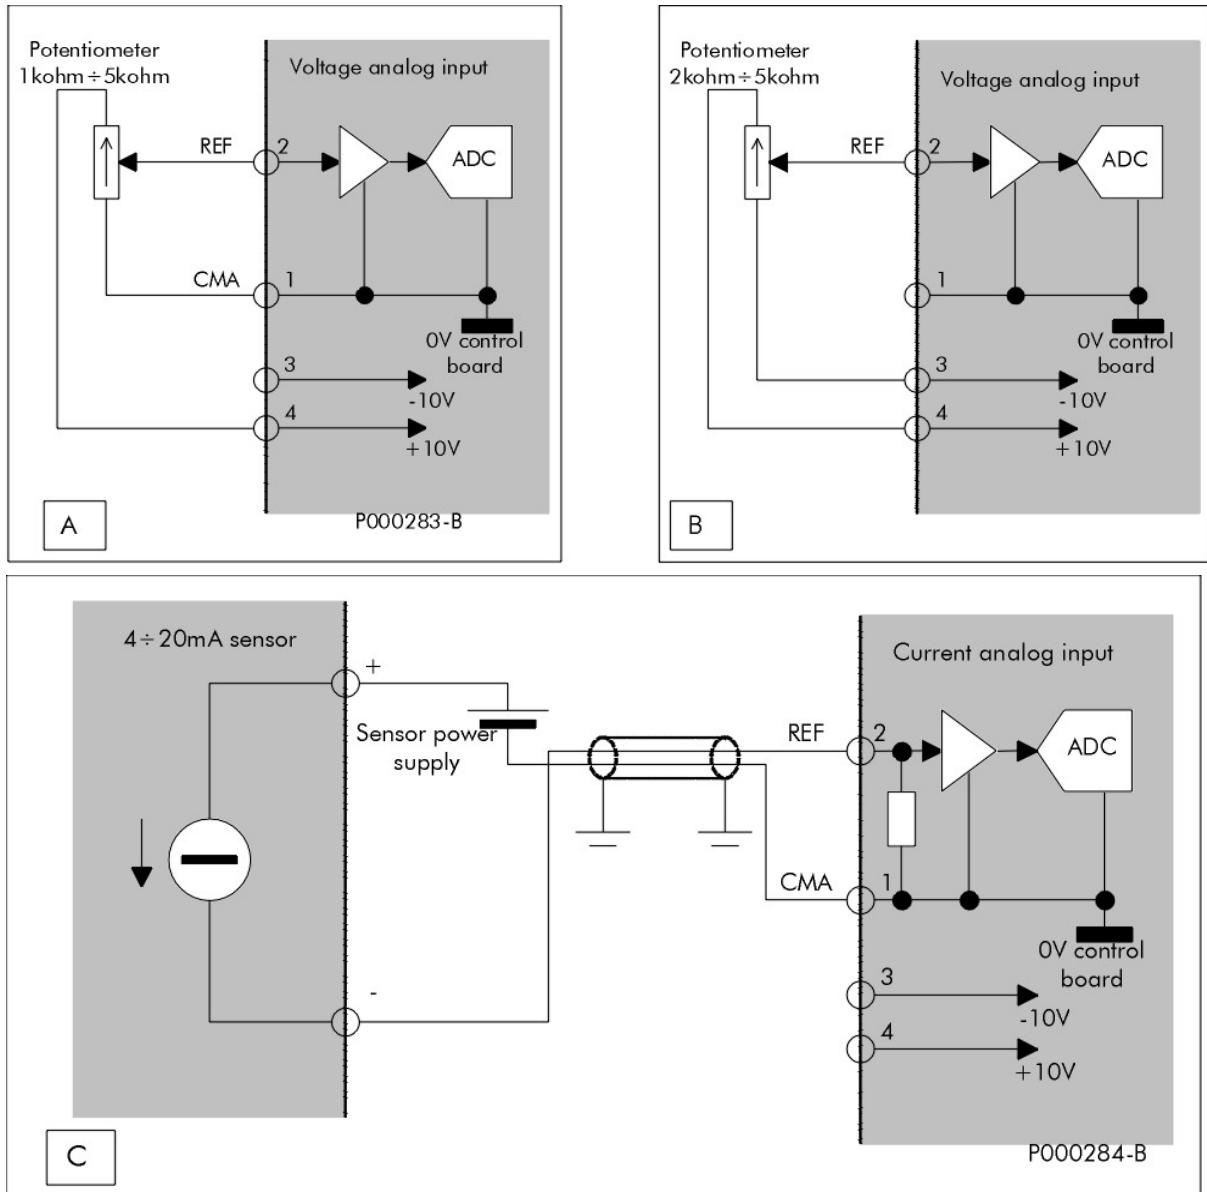 Potentiometer
1kohm÷5kohm
Voltage analog input
REF
2
ADC
CMA
1
0V control
board
3
-10V
4
+10V
A
P000283-B
Potentiometer
2kohm÷5kohm
Voltage analog input
REF
2
ADC
1
0V control
board
3
-10V
4
+10V
B
4÷20mA sensor
+
Sensor power
supply
-
Current analog input
REF
2
ADC
CMA
1
0V control
board
3
-10V
4
+10V
C
P000284-B